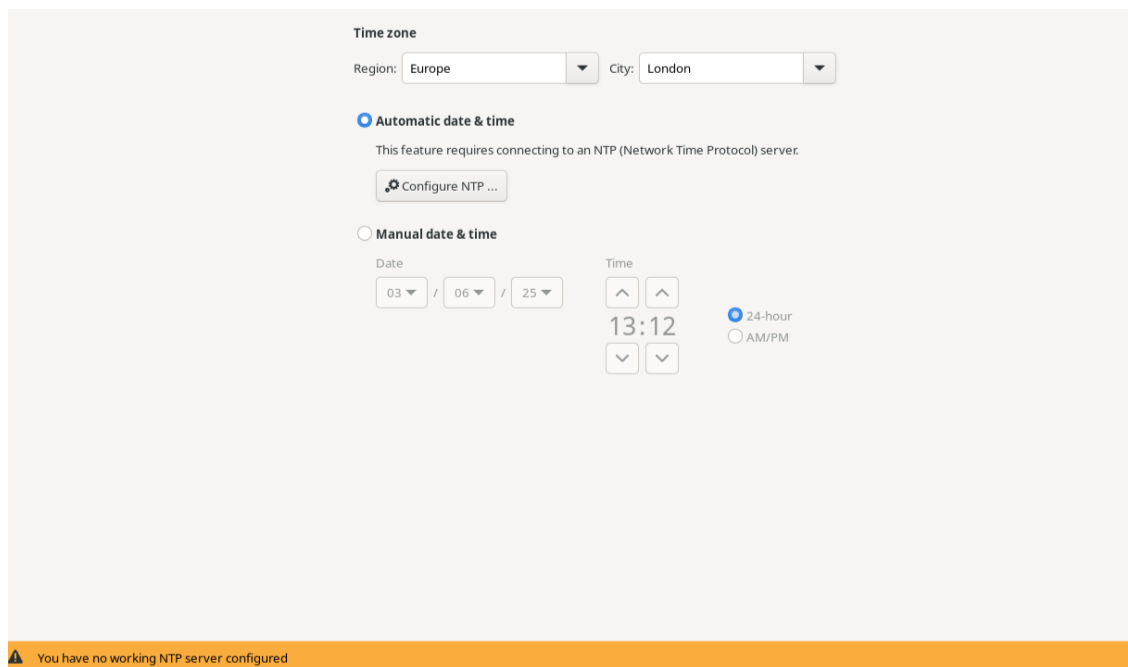 Time zone
Region: Europe City: London
Automatic date & time
This feature requires connecting to an NTP (Network Time Protocol) server.
Configure NTP ...
Manual date & time
Date Time
03 / 06 / 25
13:12
24-hour
AM/PM
You have no working NTP server configured